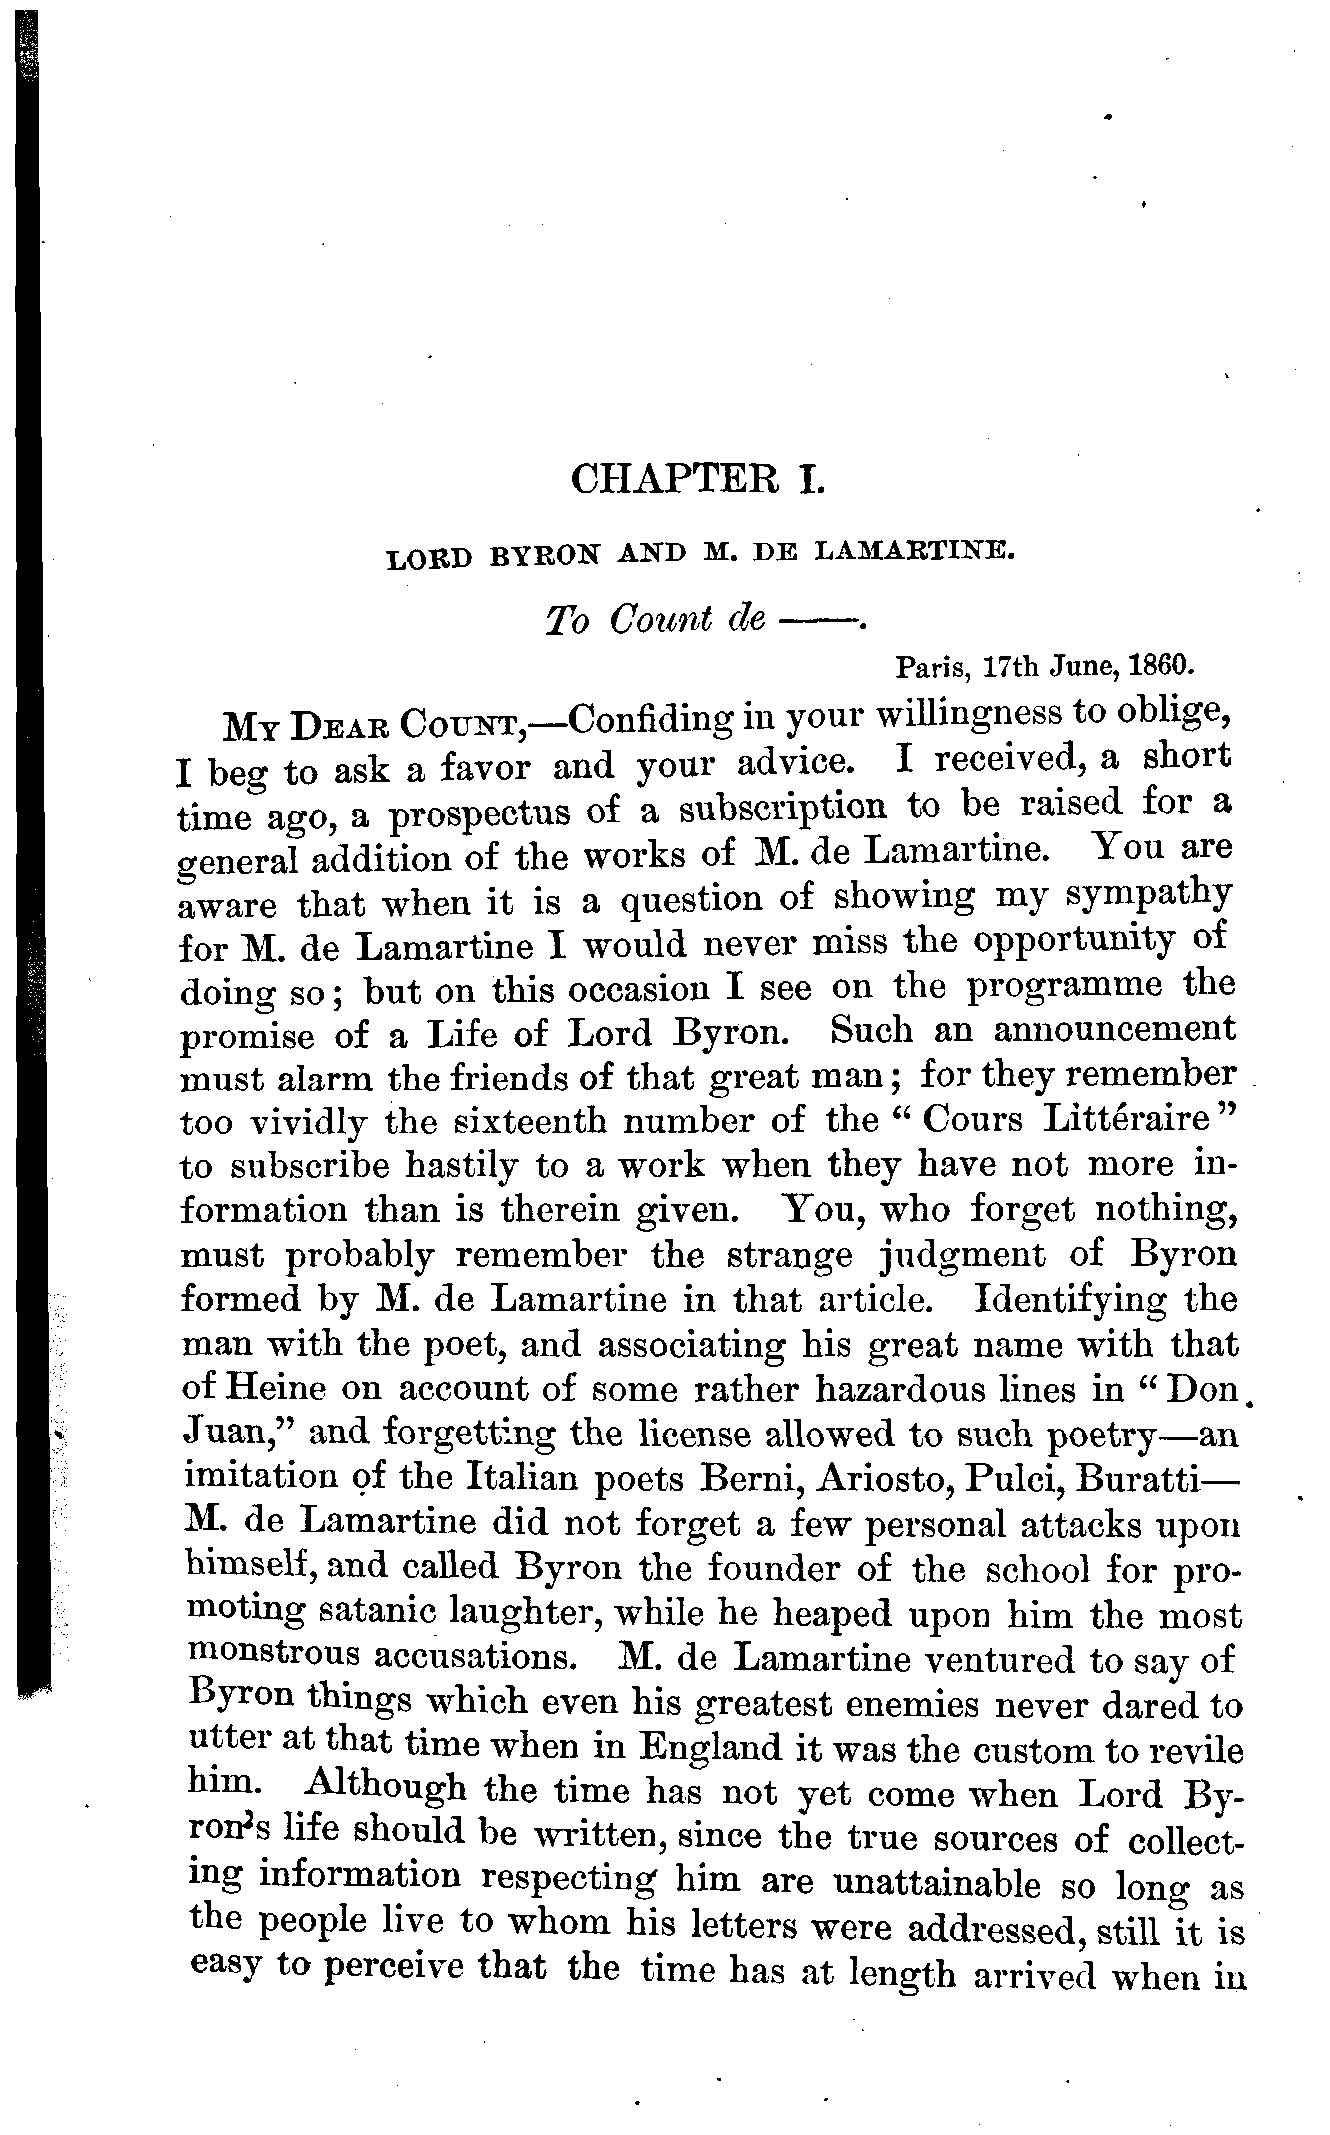 CHAPTER I.
LORD BYRON AND M. DE LAMARTINE.
To Count de ——.
Paris, 17th June, 1860.
MY DEAR COUNT,—Confiding in your willingness to oblige,
I beg to ask a favor and your advice. I received, a short
time ago, a prospectus of a subscription to be raised for a
general addition of the works of M. de Lamartine. You are
aware that when it is a question of showing my sympathy
for M. de Lamartine I would never miss the opportunity of
doing so; but on this occasion I see on the programme the
promise of a Life of Lord Byron. Such an announcement
must alarm the friends of that great man; for they remember
too vividly the sixteenth number of the “Cours Littéraire”
to subscribe hastily to a work when they have not more in-
formation than is therein given. You, who forget nothing,
must probably remember the strange judgment of Byron
formed by M. de Lamartine in that article. Identifying the
man with the poet, and associating his great name with that
of Heine on account of some rather hazardous lines in “Don
Juan,” and forgetting the license allowed to such poetry—an
imitation of the Italian poets Berni, Ariosto, Pulci, Buratti—
M. de Lamartine did not forget a few personal attacks upon
himself, and called Byron the founder of the school for pro-
moting satanic laughter, while he heaped upon him the most
monstrous accusations. M. de Lamartine ventured to say of
Byron things which even his greatest enemies never dared to
utter at that time when in England it was the custom to revile
him. Although the time has not yet come when Lord By-
ron's life should be written, since the true sources of collect-
ing information respecting him are unattainable so long as
the people live to whom his letters were addressed, still it is
easy to perceive that the time has at length arrived when in